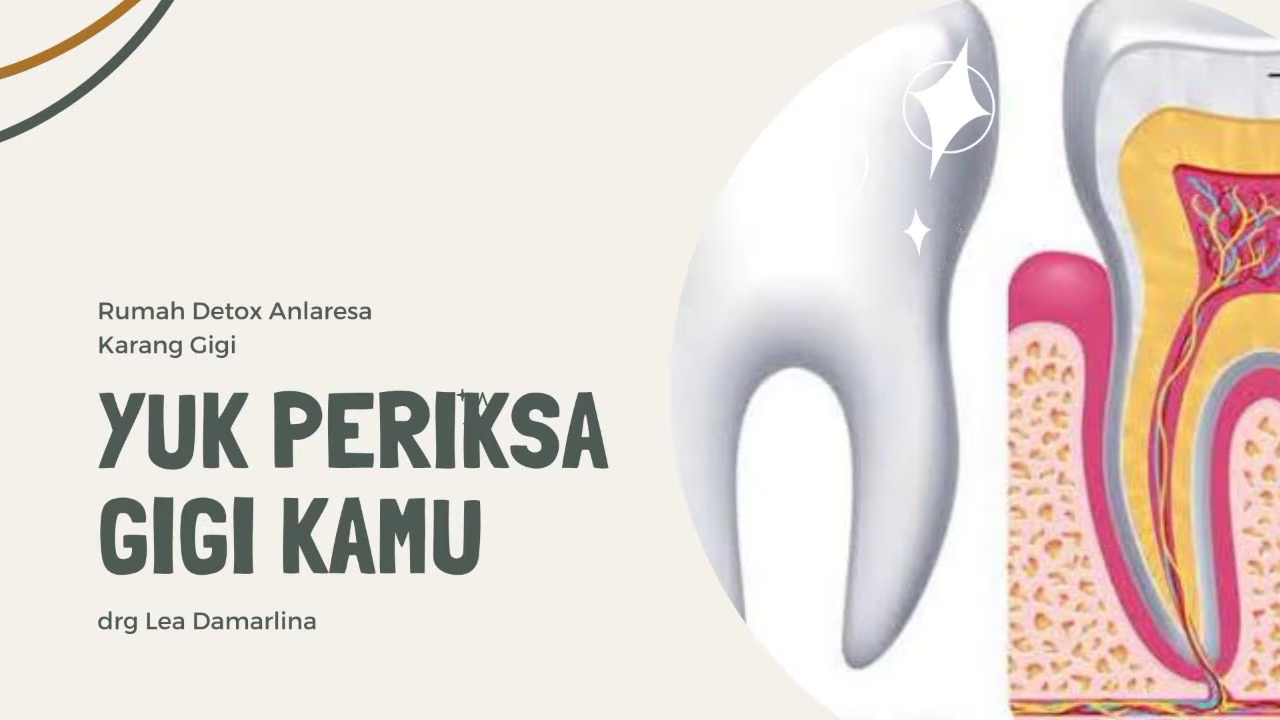 Rumah Detox Anlaresa
Karang Gigi
YUK PERIKSA
GIGI KAMU
drg Lea Damarlina